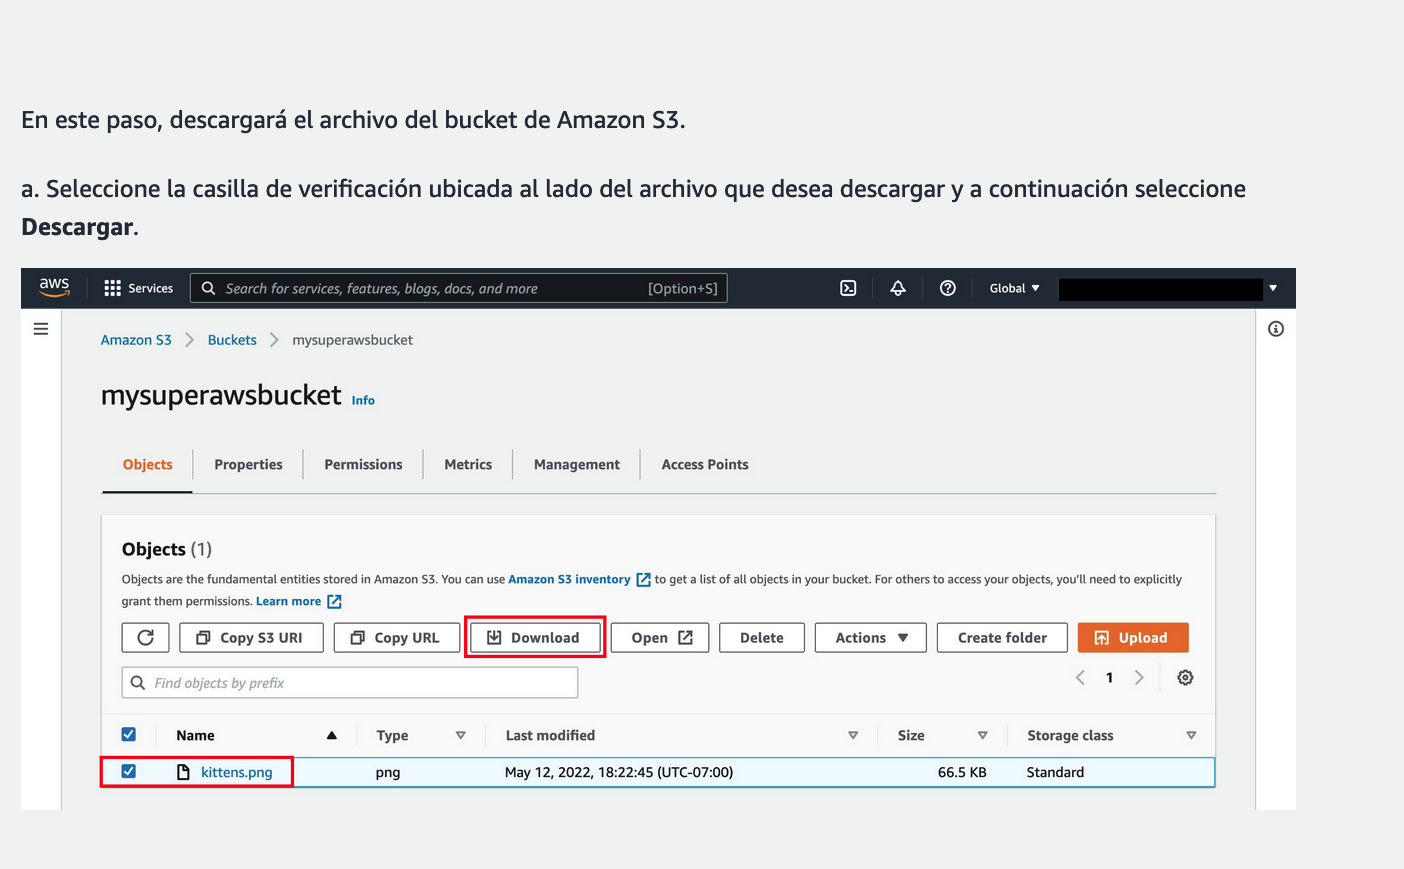 En este paso, descargará el archivo del bucket de Amazon S3.
a. Seleccione la casilla de verificación ubicada al lado del archivo que desea descargar y a continuación seleccione
Descargar.
aws Services Search for services, features, blogs, docs, and more [Option+S] Global
Amazon S3 Buckets mysuperawsbucket
mysuperawsbucket Info
Objects Properties Permissions Metrics Management Access Points
Objects (1)
Objects are the fundamental entities stored in Amazon S3. You can use Amazon S3 inventory to get a list of all objects in your bucket. For others to access your objects, you'll need to explicitly
grant them permissions. Learn more
Copy S3 URI Copy URL Download Open Delete Actions Create folder Upload
Find objects by prefix 1
Name Type Last modified Size Storage class
kittens.png png May 12, 2022, 18:22:45 (UTC-07:00) 66.5 KB Standard